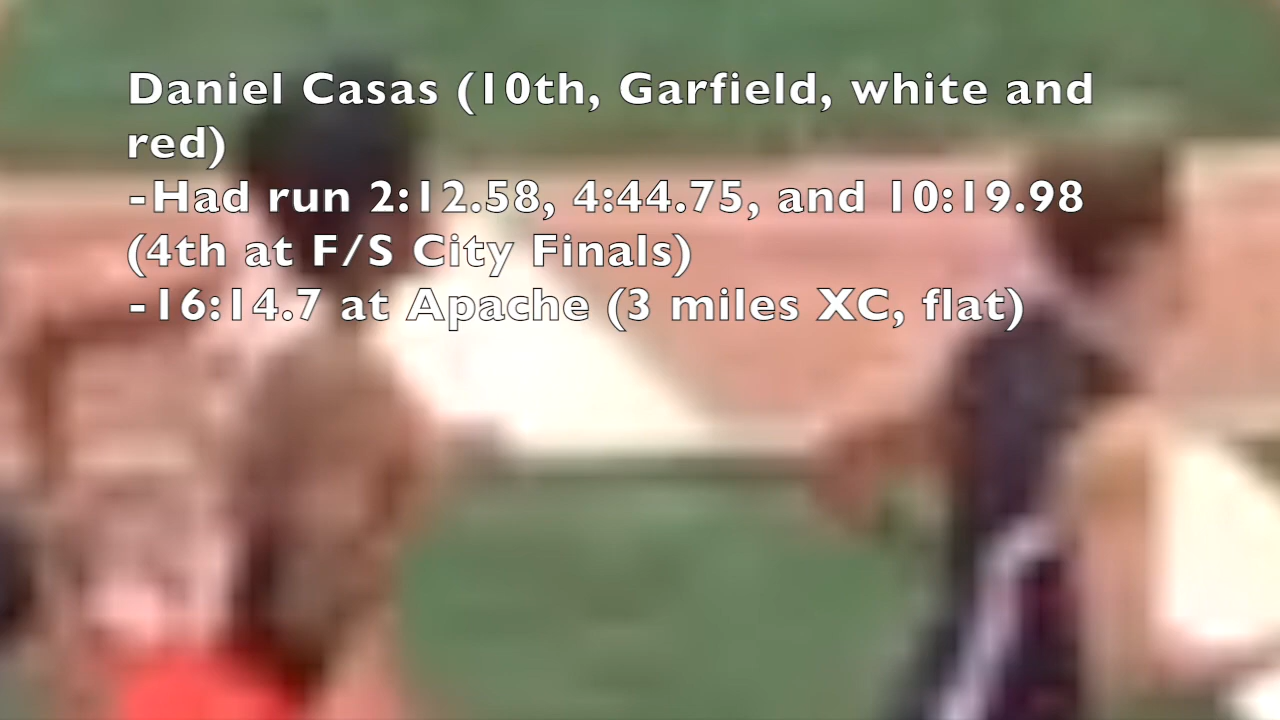 Daniel Casas (10th, Garfield, white and
red)
-Had run 2:12.58, 4:44.75, and 10:19.98
(4th at F/S City Finals)
-16:14.7 at Apache (3 miles XC, flat)